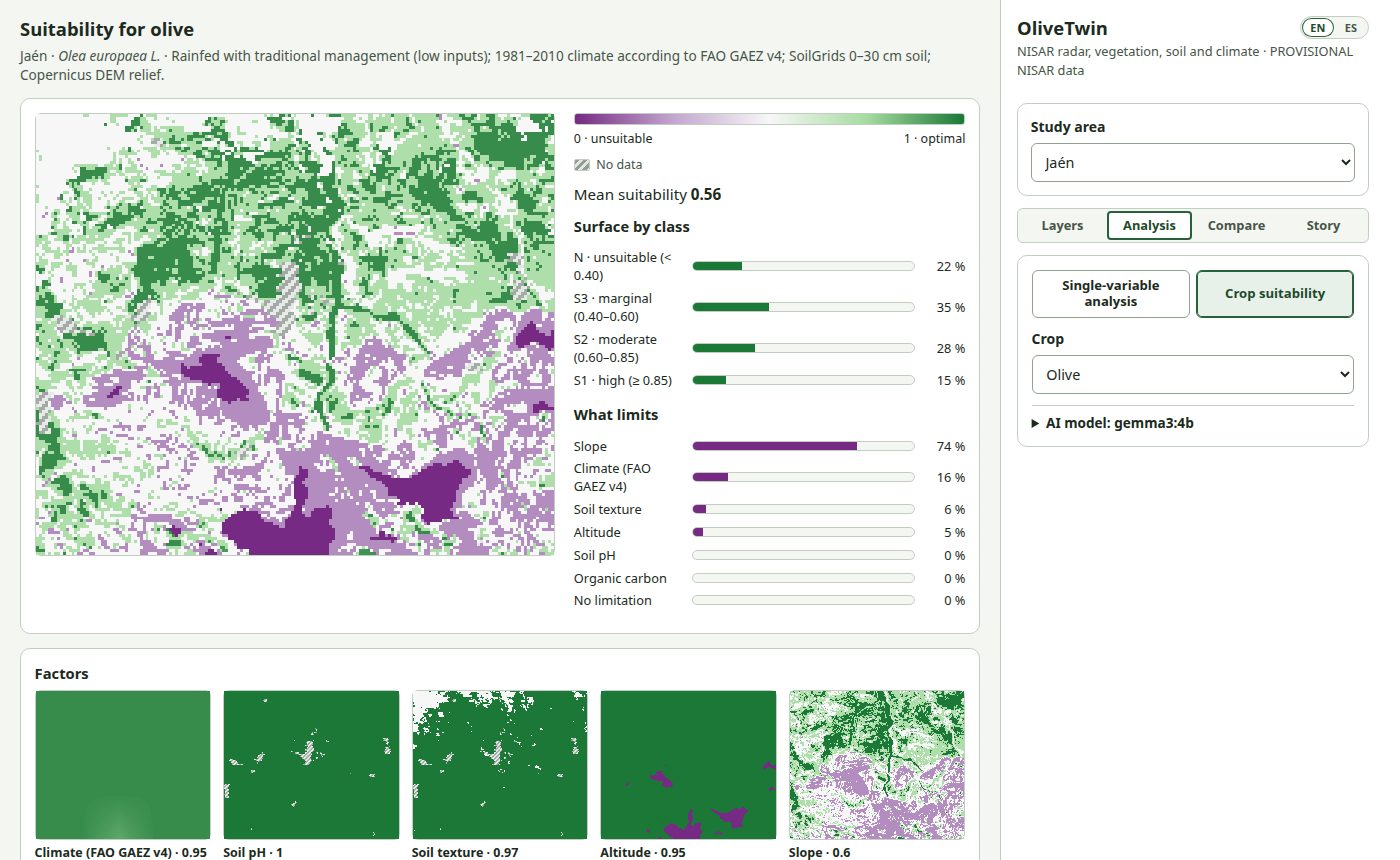 Suitability for olive
Jaén · Olea europaea L. · Rainfed with traditional management (low inputs); 1981–2010 climate according to FAO GAEZ v4; SoilGrids 0–30 cm soil;
Copernicus DEM relief.
0 · unsuitable
1 · optimal
No data
Mean suitability 0.56
Surface by class
N · unsuitable (<
0.40)
22 %
S3 · marginal
(0.40–0.60)
35 %
S2 · moderate
(0.60–0.85)
28 %
S1 · high (≥ 0.85)
15 %
What limits
Slope
74 %
Climate (FAO
GAEZ v4)
16 %
Soil texture
6 %
Altitude
5 %
Soil pH
0 %
Organic carbon
0 %
No limitation
0 %
Factors
Climate (FAO GAEZ v4) · 0.95
Soil pH · 1
Soil texture · 0.97
Altitude · 0.95
Slope · 0.6
OliveTwin
EN
ES
NISAR radar, vegetation, soil and climate · PROVISIONAL
NISAR data
Study area
Jaén
Layers
Analysis
Compare
Story
Single-variable
analysis
Crop suitability
Crop
Olive
AI model: gemma3:4b